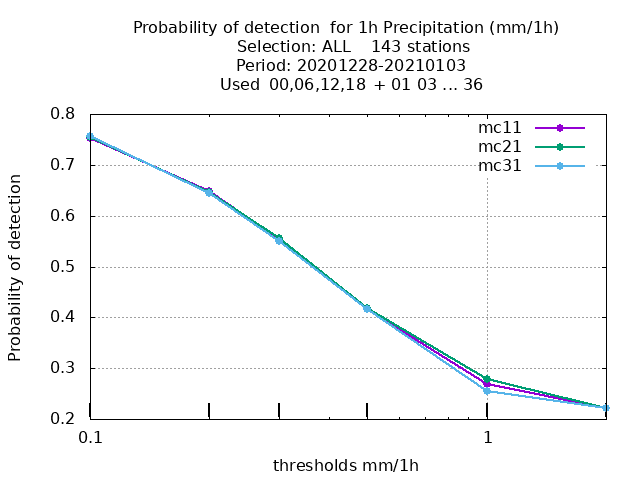 Probability of detection for 1h Precipitation (mm/1h)
Selection: ALL 143 stations
Period: 20201228-20210103
Used 00,06,12,18 + 01 03 ... 36
mc11
mc21
mc31
Probability of detection
0.8
0.7
0.6
0.5
0.4
0.3
0.2
0.1 1
thresholds mm/1h